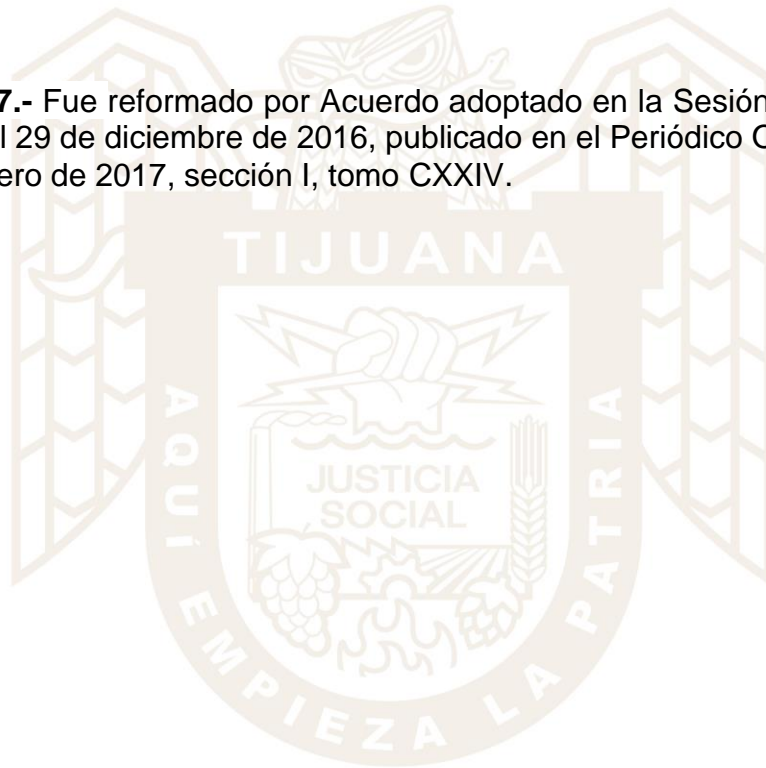 7.- Fue reformado por Acuerdo adoptado en la Sesión
l 29 de diciembre de 2016, publicado en el Periódico O
ero de 2017, sección I, tomo CXXIV.
TIJUANA
JUSTICIA
SOCIAL
AQUÍ EMPIEZA LA PATRIA